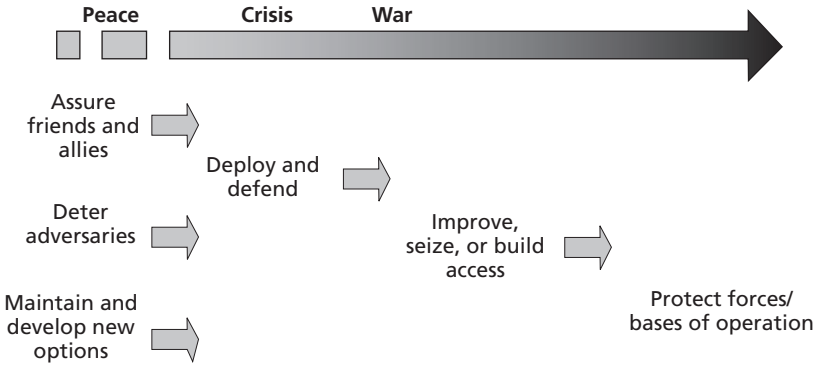 Peace
Crisis
War
Assure
friends and
allies
Deploy and
defend
Deter
adversaries
Improve,
seize, or build
access
Maintain and
develop new
options
Protect forces/
bases of operation